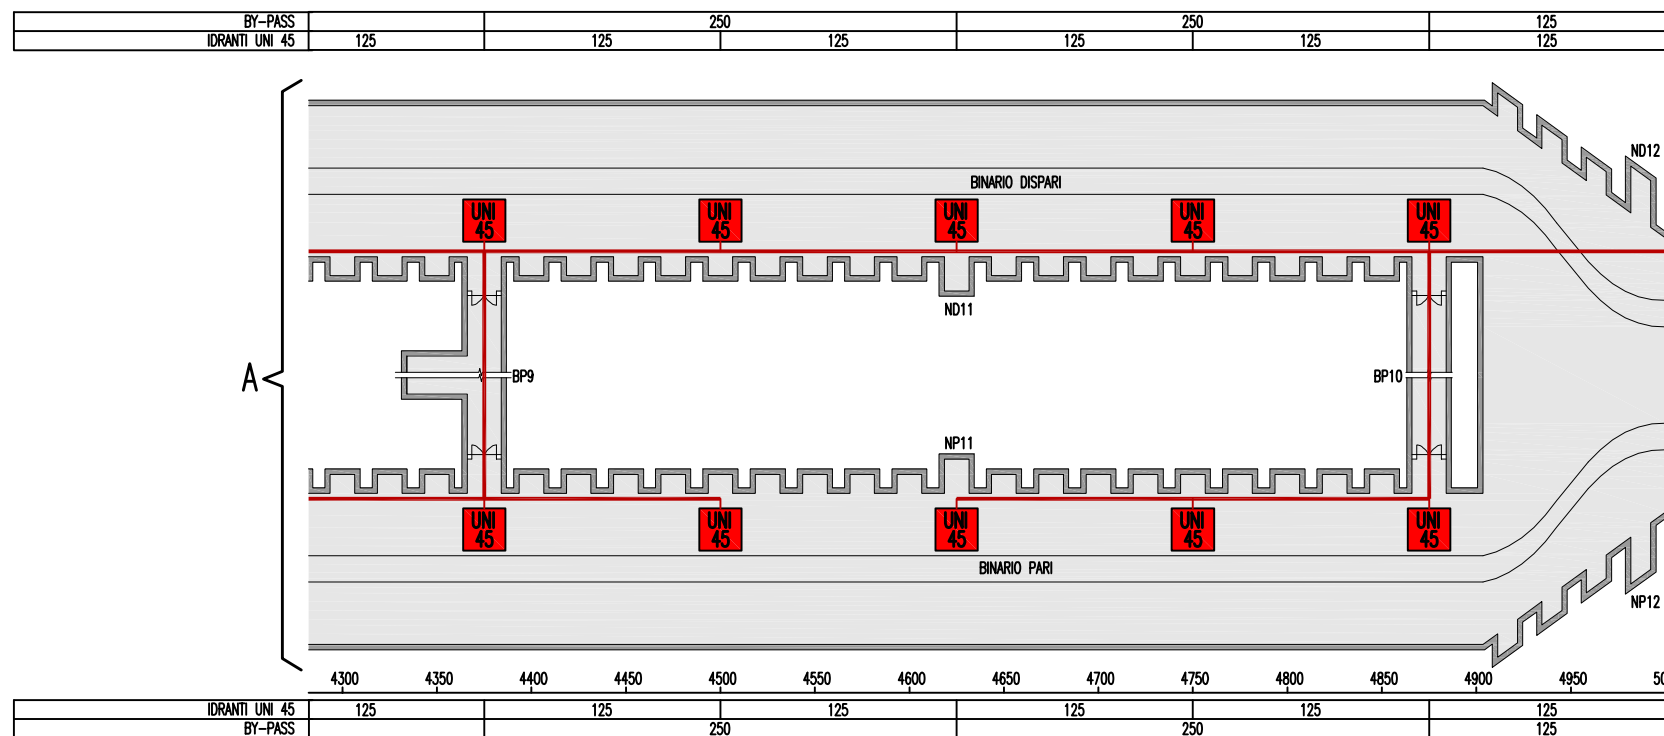 BY-PASS 250 250 125
IDRANTI UNI 45 125 125 125 125 125 125
ND12
BINARIO DISPARI
UNI 45 UNI 45 UNI 45 UNI 45 UNI 45
ND11
A
BP9 BP10
NP11
UNI 45 UNI 45 UNI 45 UNI 45 UNI 45
BINARIO PARI
NP12
4300 4350 4400 4450 4500 4550 4600 4650 4700 4750 4800 4850 4900 4950
IDRANTI UNI 45 125 125 125 125 125 125
BY-PASS 250 250 125